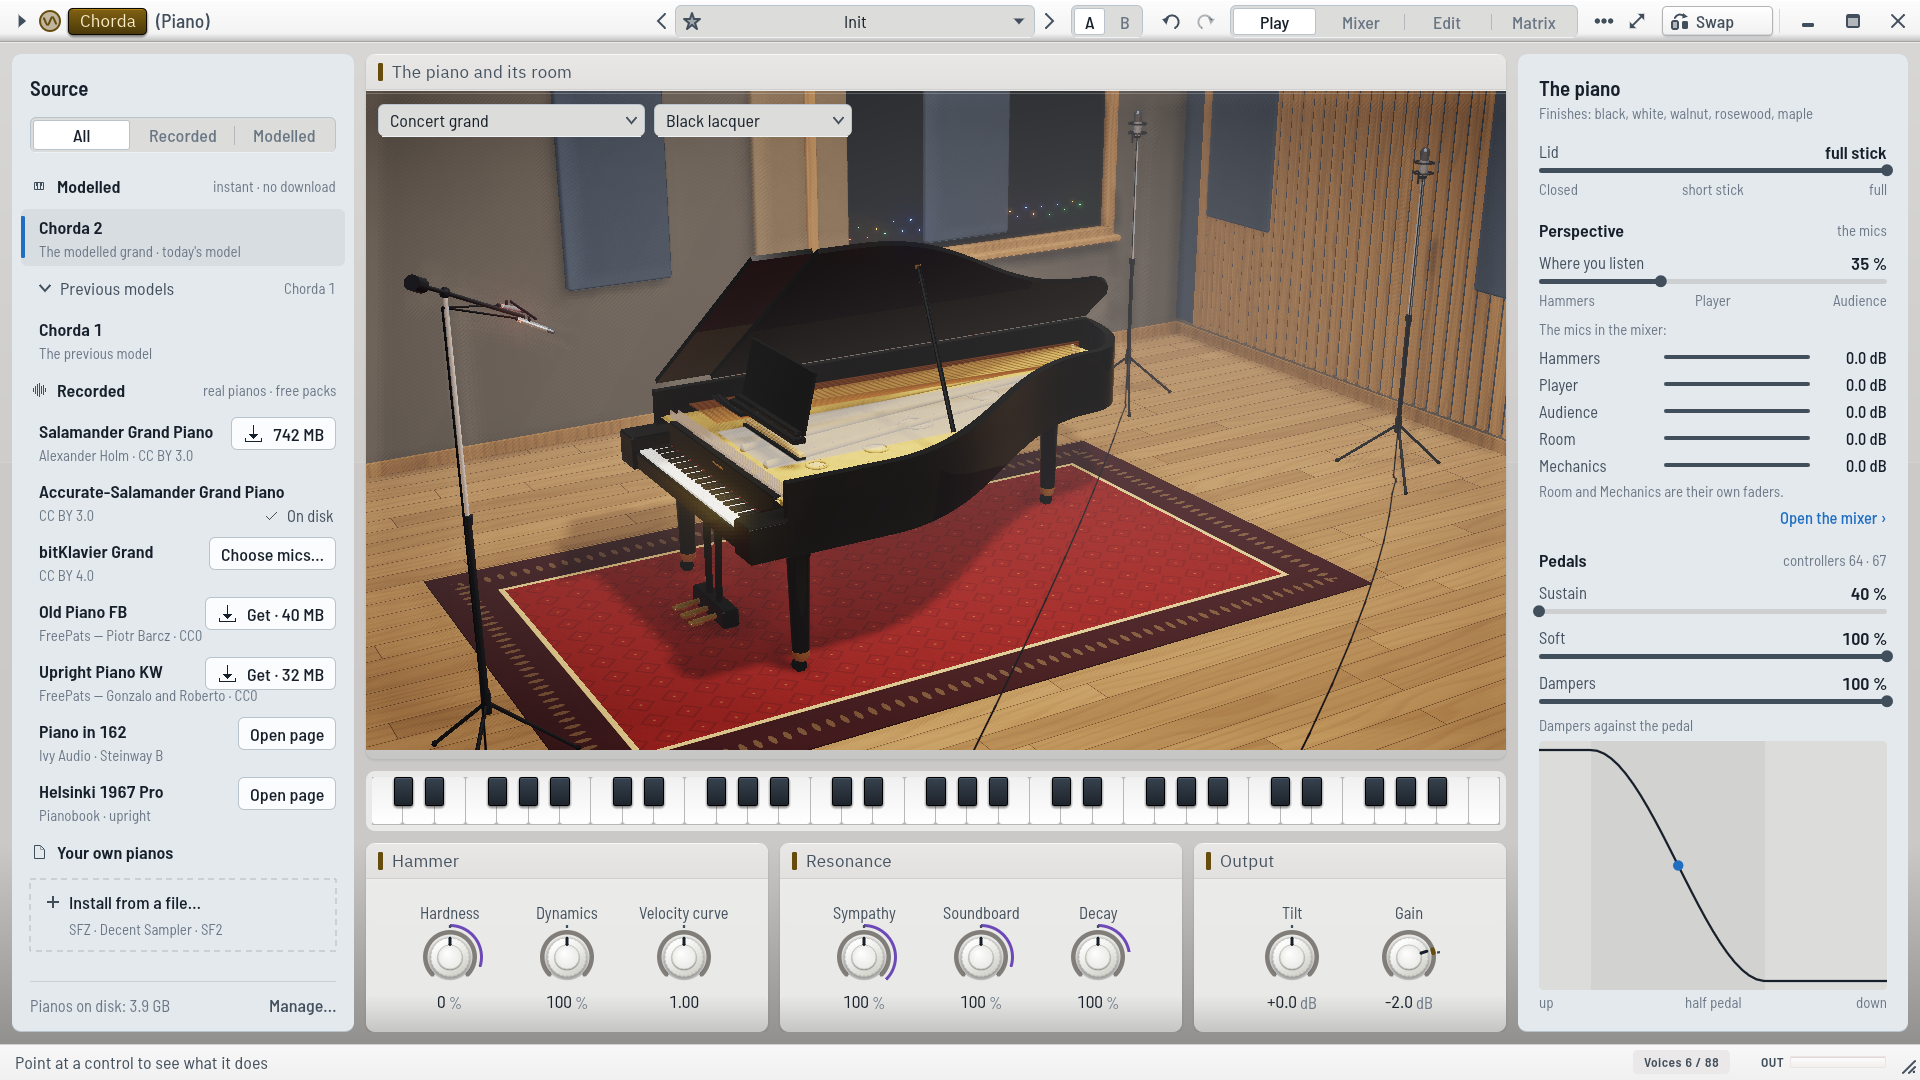 Chorda (Piano)
Init
A B
Play Mixer Edit Matrix
Swap
Source
All Recorded Modelled
Modelled instant · no download
Chorda 2
The modelled grand · today's model
Previous models Chorda 1
Chorda 1
The previous model
Recorded real pianos · free packs
Salamander Grand Piano 742 MB
Alexander Holm · CC BY 3.0
Accurate-Salamander Grand Piano
CC BY 3.0 On disk
bitKlavier Grand Choose mics...
CC BY 4.0
Old Piano FB Get · 40 MB
FreePats — Piotr Barcz · CC0
Upright Piano KW Get · 32 MB
FreePats — Gonzalo and Roberto · CC0
Piano in 162 Open page
Ivy Audio · Steinway B
Helsinki 1967 Pro Open page
Pianobook · upright
Your own pianos
Install from a file...
SFZ · Decent Sampler · SF2
Pianos on disk: 3.9 GB Manage...
The piano and its room
Concert grand Black lacquer
Hammer
Hardness Dynamics Velocity curve
0 % 100 % 1.00
Resonance
Sympathy Soundboard Decay
100 % 100 % 100 %
Output
Tilt Gain
+0.0 dB -2.0 dB
The piano
Finishes: black, white, walnut, rosewood, maple
Lid full stick
Closed short stick full
Perspective the mics
Where you listen 35 %
Hammers Player Audience
The mics in the mixer:
Hammers 0.0 dB
Player 0.0 dB
Audience 0.0 dB
Room 0.0 dB
Mechanics 0.0 dB
Room and Mechanics are their own faders.
Open the mixer ›
Pedals controllers 64 · 67
Sustain 40 %
Soft 100 %
Dampers 100 %
Dampers against the pedal
up half pedal down
Point at a control to see what it does
Voices 6 / 88 OUT